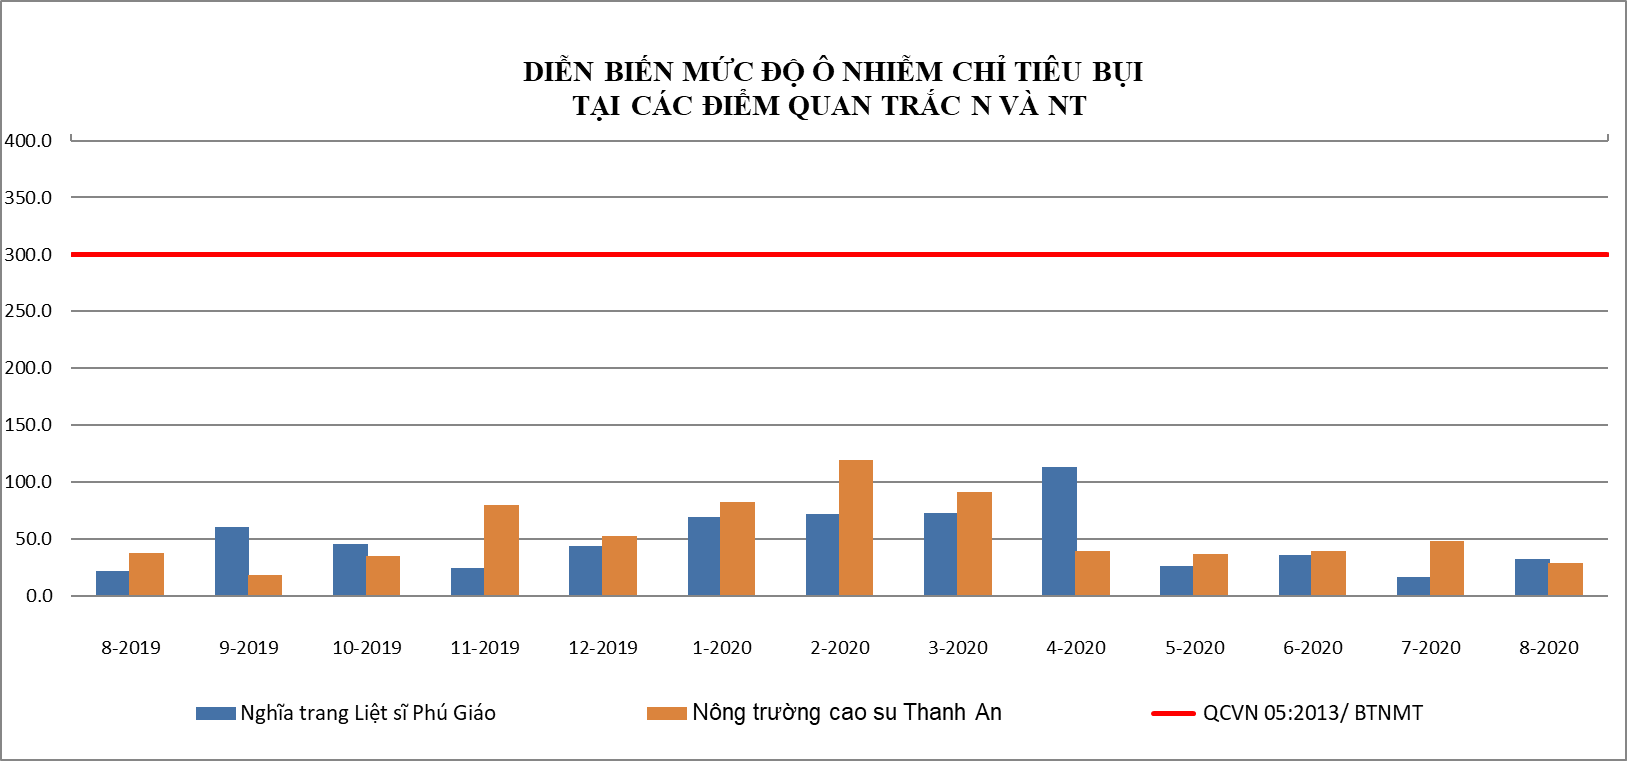 DIỄN BIẾN MỨC ĐỘ Ô NHIỄM CHỈ TIÊU BỤI
TẠI CÁC ĐIỂM QUAN TRẮC N VÀ NT
400.0
350.0
300.0
250.0
200.0
150.0
100.0
50.0
0.0
8-2019 9-2019 10-2019 11-2019 12-2019 1-2020 2-2020 3-2020 4-2020 5-2020 6-2020 7-2020 8-2020
Nghĩa trang Liệt sĩ Phú Giáo Nông trường cao su Thanh An QCVN 05:2013/ BTNMT